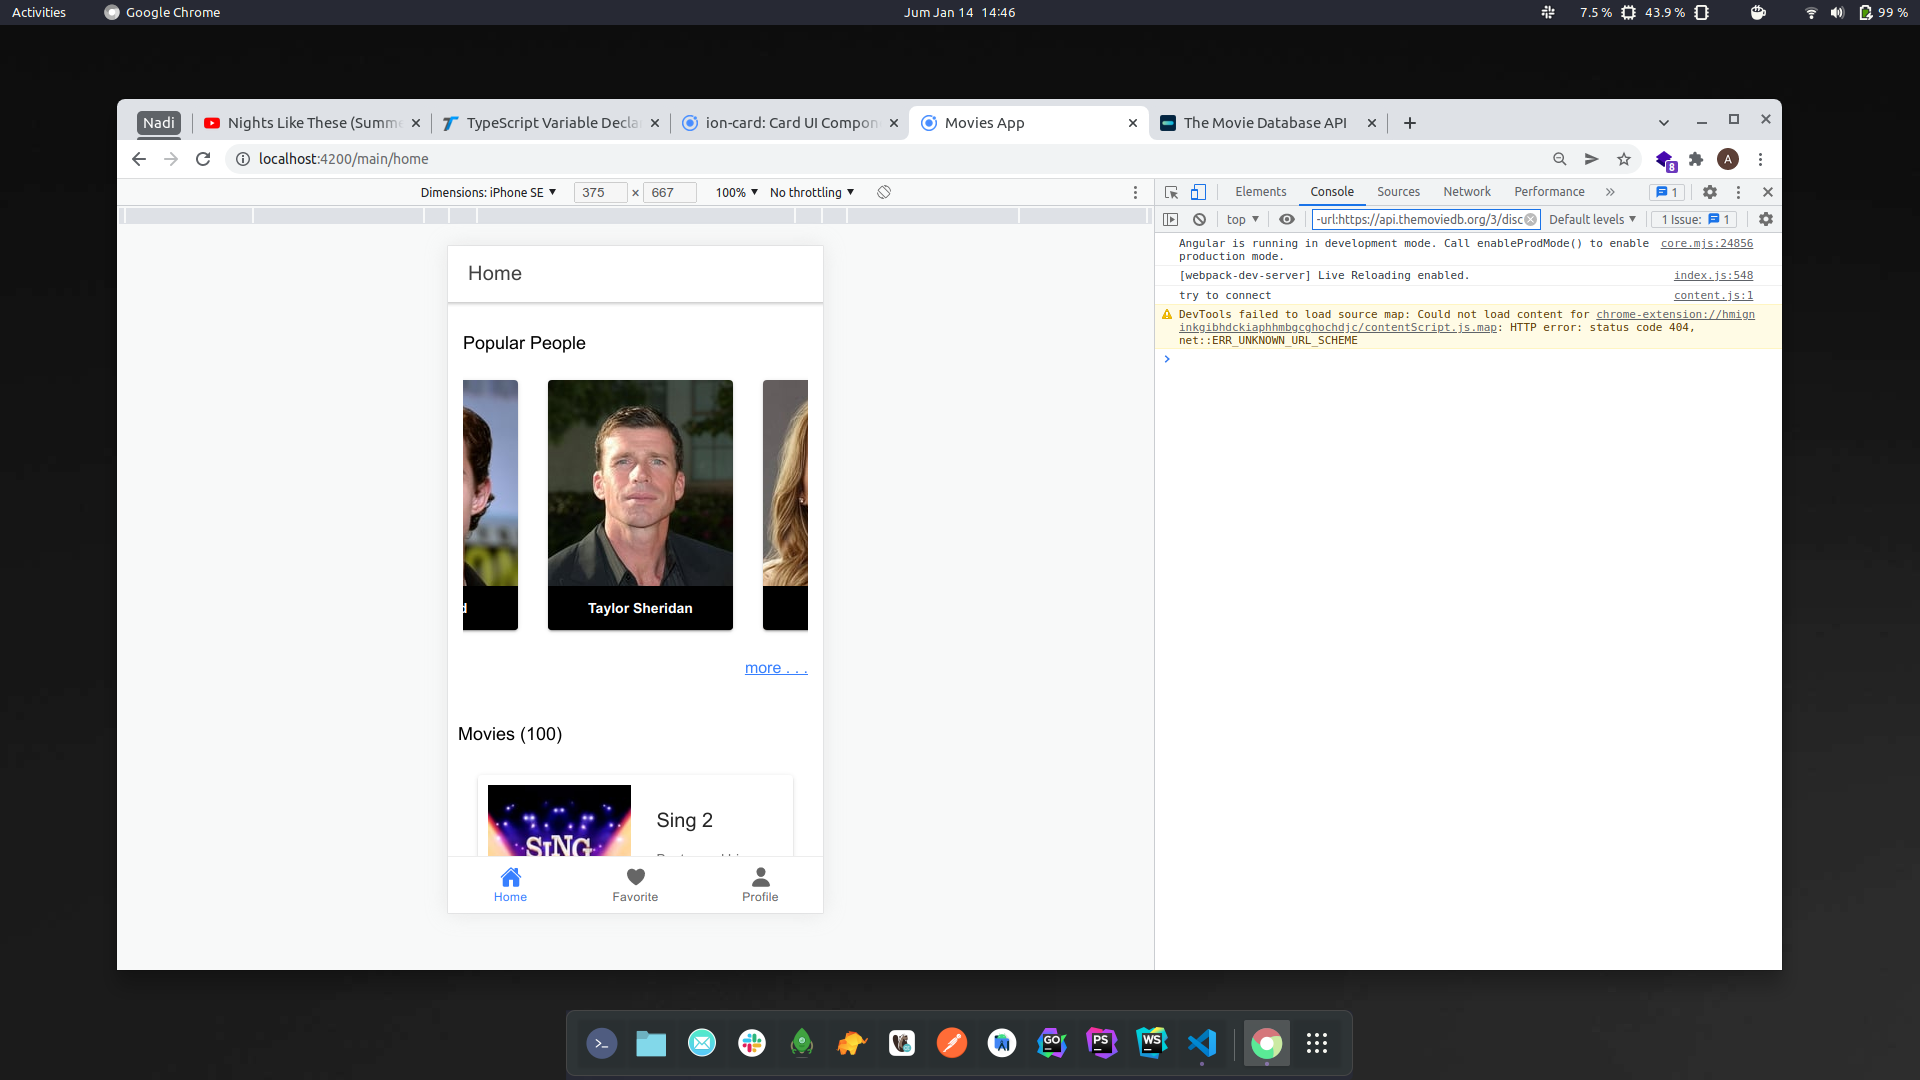 Activities
Google Chrome
Jum Jan 14 14:46
7.5 %
43.9 %
99 %
Nadi
Nights Like These (Summe
TypeScript Variable Decla
ion-card: Card UI Compon
Movies App
The Movie Database API
localhost:4200/main/home
8
A
Dimensions: iPhone SE
375 × 667
100%
No throttling
Elements
Console
Sources
Network
Performance
1
top
-url:https://api.themoviedb.org/3/disc
Default levels
1 Issue: 1
Angular is running in development mode. Call enableProdMode() to enable core.mjs:24856
production mode.
[webpack-dev-server] Live Reloading enabled. index.js:548
try to connect content.js:1
DevTools failed to load source map: Could not load content for chrome-extension://hmign
inkgibhdckiaphhmbgcghochdjc/contentScript.js.map: HTTP error: status code 404,
net::ERR_UNKNOWN_URL_SCHEME
Home
Popular People
d
Taylor Sheridan
more . . .
Movies (100)
SING
Sing 2
Home
Favorite
Profile
GO
PS
WS